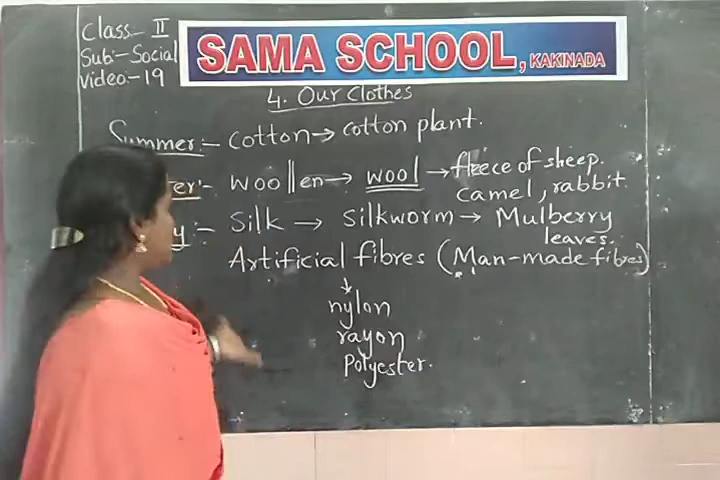 Class- II
Sub:- Social
Video:- 19
SAMA SCHOOL, KAKINADA
4. Our Clothes
Summer:- Cotton → cotton plant.
ter:- woollen → wool → fleece of sheep.
camel, rabbit.
y:- Silk → Silkworm → Mulberry
leaves.
Artificial fibres (Man-made fibres)
↓
nylon
rayon
Polyester.